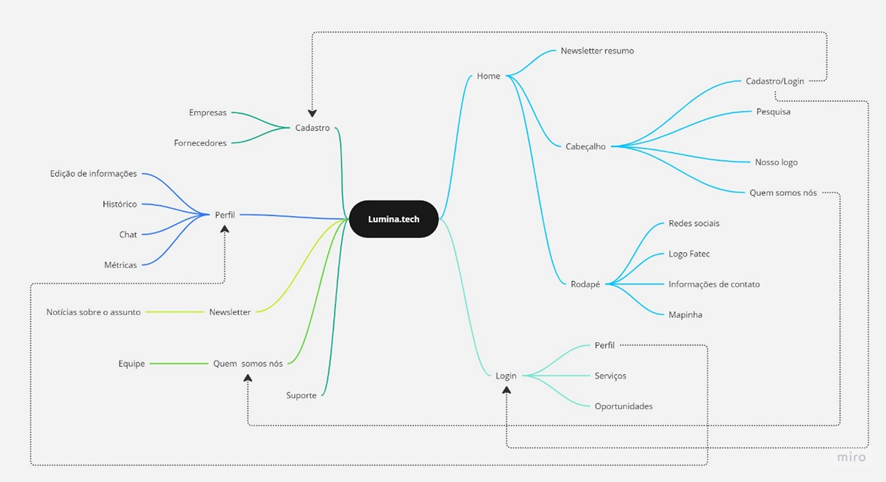 Home
Newsletter resumo
Cabeçalho
Cadastro/Login
Pesquisa
Nosso logo
Quem somos nós
Rodapé
Redes sociais
Logo Fatec
Informações de contato
Mapinha
Login
Perfil
Serviços
Oportunidades
Lumina.tech
Cadastro
Empresas
Fornecedores
Perfil
Edição de informações
Histórico
Chat
Métricas
Newsletter
Notícias sobre o assunto
Quem somos nós
Equipe
Suporte
miro